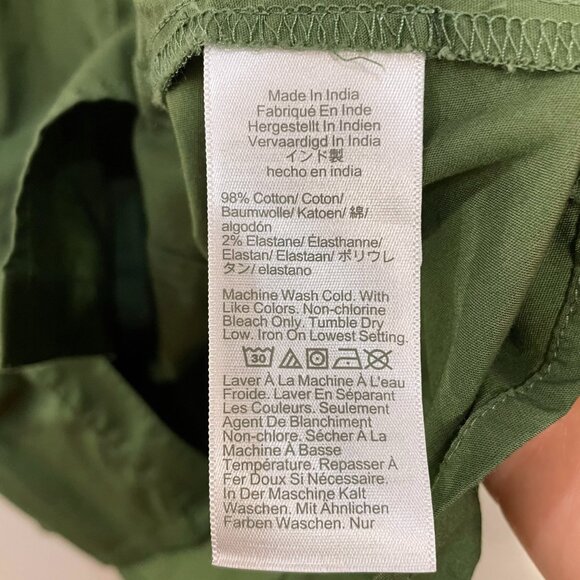 Made In India
Fabriqué En Inde
Hergestellt In Indien
Vervaardigd In India
インド製
hecho en india
98% Cotton/ Coton/
Baumwolle/ Katoen/ 綿/
algodón
2% Elastane/ Élasthanne/
Elastan/ Elastaan/ ポリウレ
タン/ elastano
Machine Wash Cold. With
Like Colors. Non-chlorine
Bleach Only. Tumble Dry
Low. Iron On Lowest Setting.
30
Laver À La Machine À L'eau
Froide. Laver En Séparant
Les Couleurs. Seulement
Agent De Blanchiment
Non-chlore. Sécher À La
Machine À Basse
Température. Repasser À
Fer Doux Si Nécessaire.
In Der Maschine Kalt
Waschen. Mit Ähnlichen
Farben Waschen. Nur